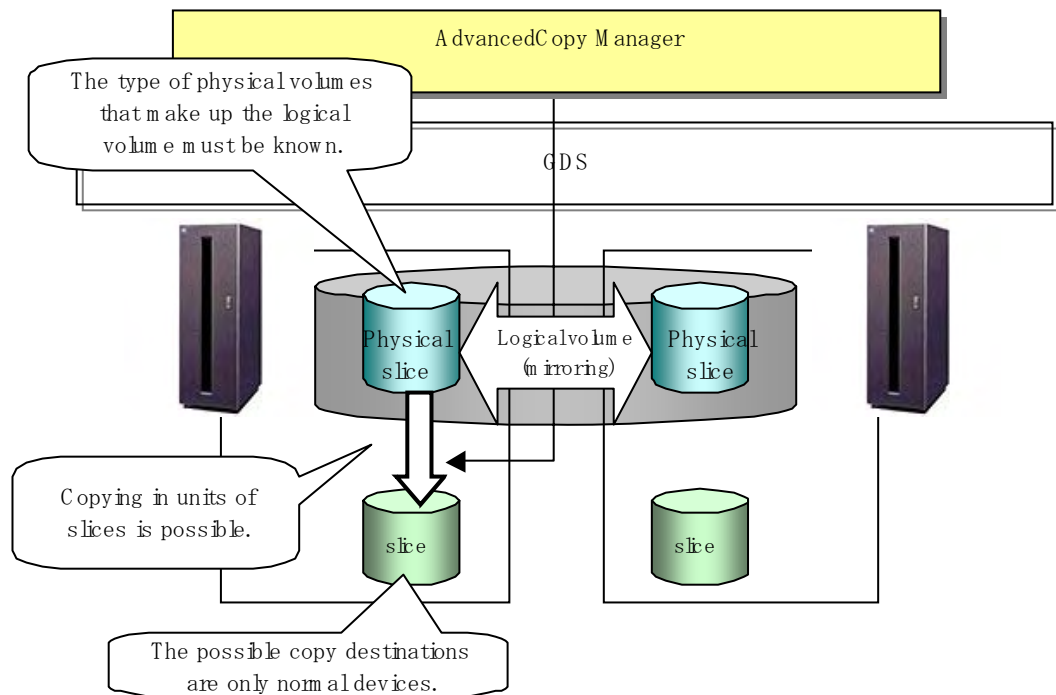 AdvancedCopy Manager
The type of physical volumes
that make up the logical
volume must be known.
GDS
Physical
slice
Logical volume
(mirroring)
Physical
slice
Copying in units of
slices is possible.
slice
slice
The possible copy destinations
are only normal devices.